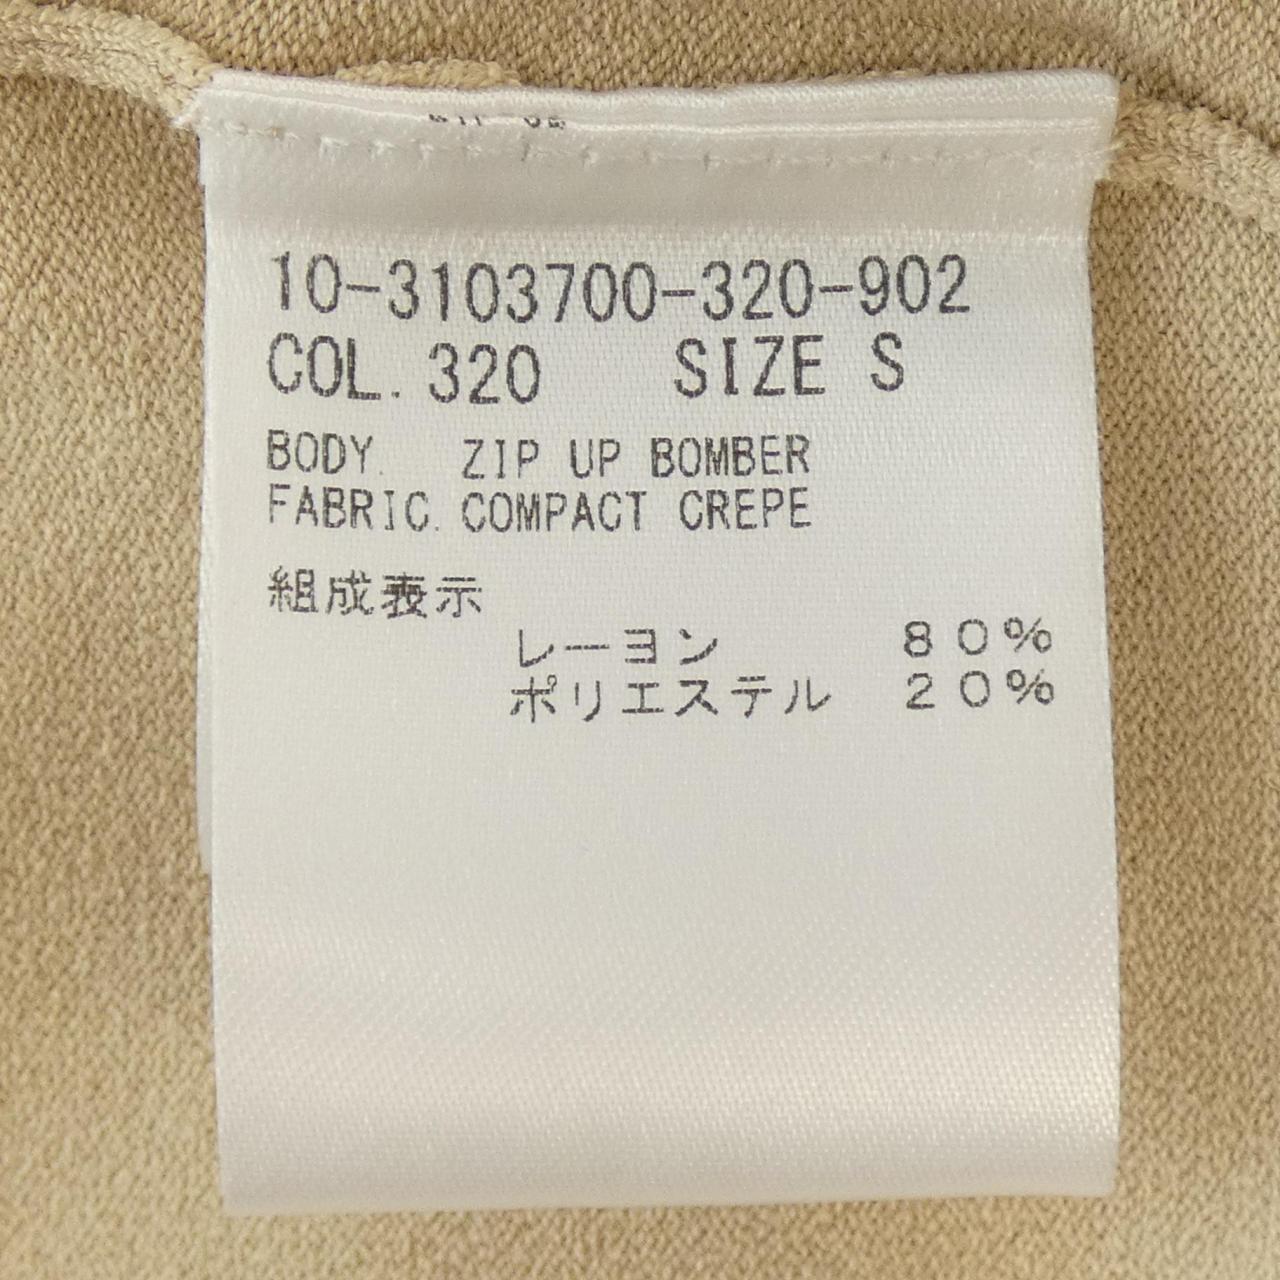 10-3103700-320-902
COL. 320 SIZE S
BODY. ZIP UP BOMBER
FABRIC. COMPACT CREPE
組成表示
レーヨン 80%
ポリエステル 20%